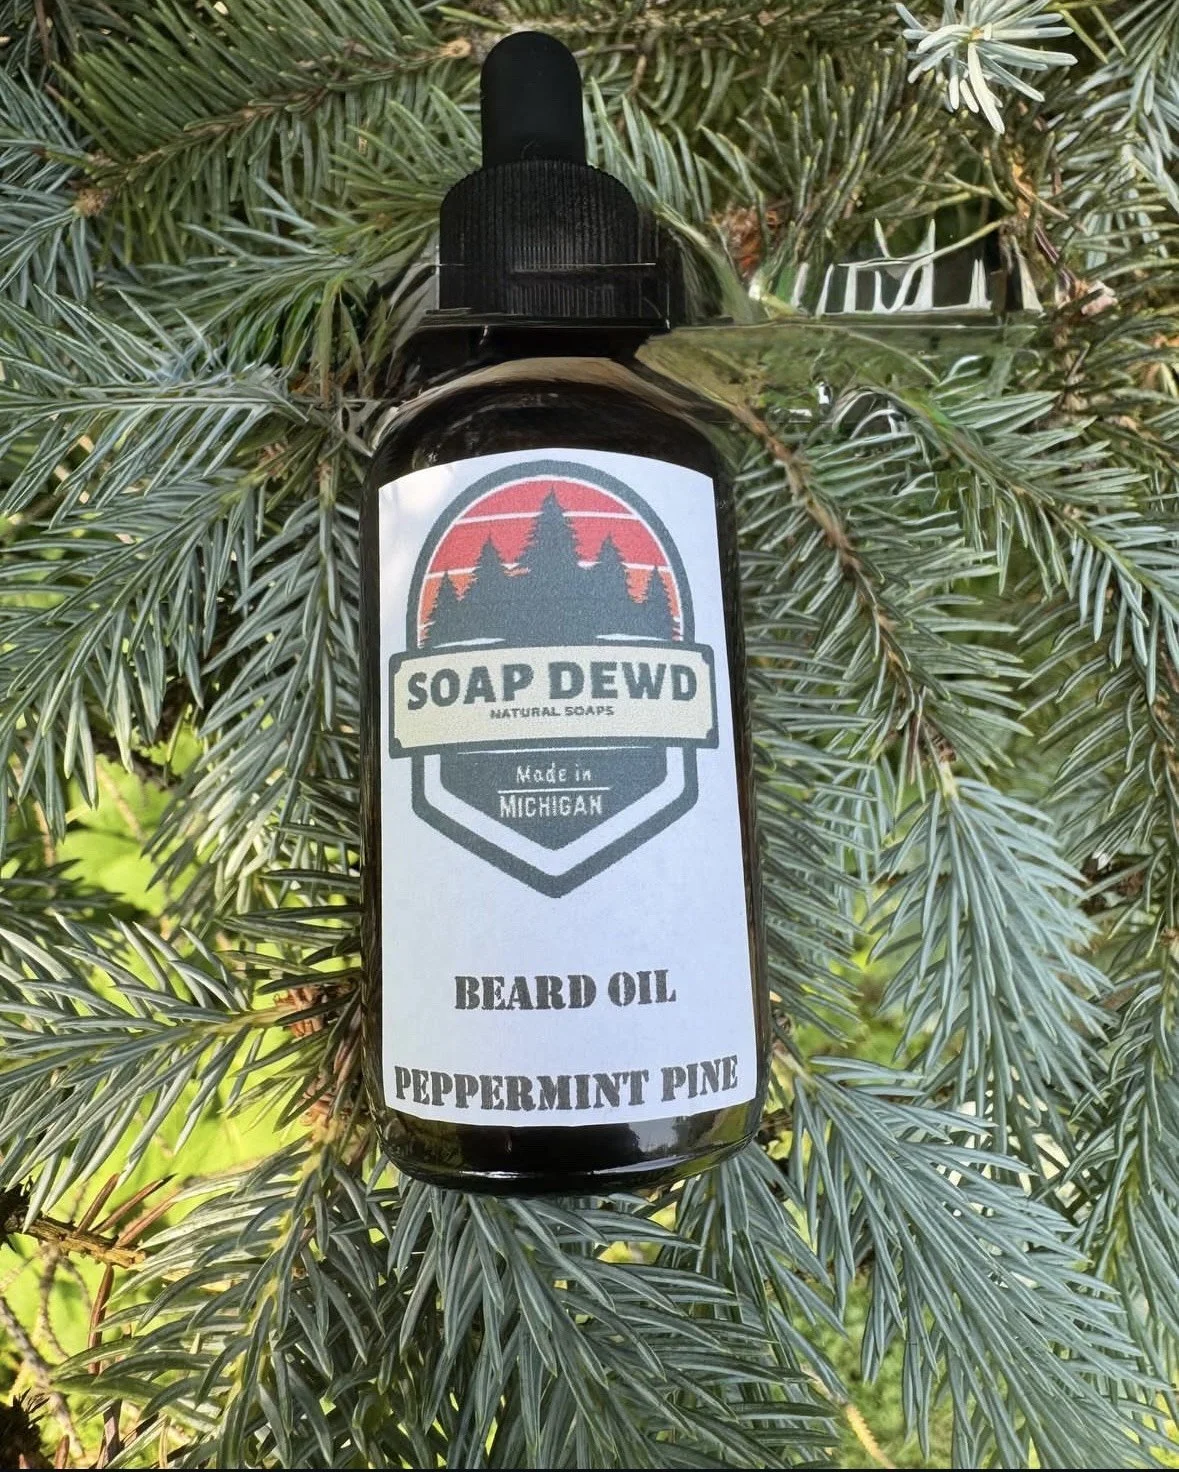 SOAP DEWD
NATURAL SOAPS
Made in
MICHIGAN
BEARD OIL
PEPPERMINT PINE